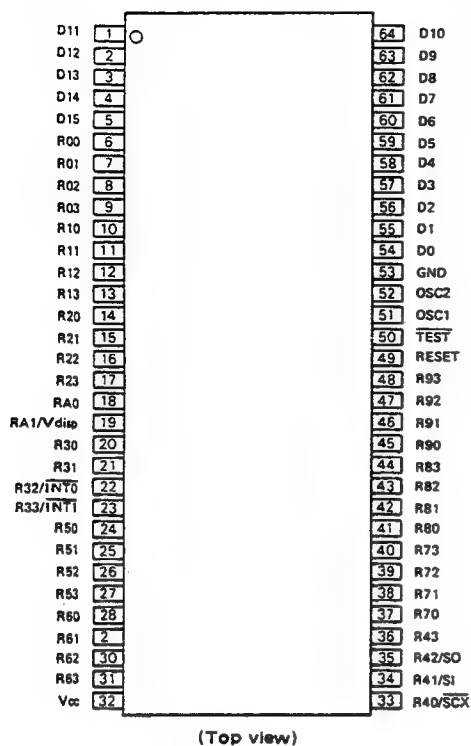 D11 1 64 D10
D12 2 63 D9
D13 3 62 D8
D14 4 61 D7
D15 5 60 D6
R00 6 59 D5
R01 7 58 D4
R02 8 57 D3
R03 9 56 D2
R10 10 55 D1
R11 11 54 D0
R12 12 53 GND
R13 13 52 OSC2
R20 14 51 OSC1
R21 15 50 TEST
R22 16 49 RESET
R23 17 48 R93
RA0 18 47 R92
RA1/Vdisp 19 46 R91
R30 20 45 R90
R31 21 44 R83
R32/INT0 22 43 R82
R33/INT1 23 42 R81
R50 24 41 R80
R51 25 40 R73
R52 26 39 R72
R53 27 38 R71
R60 28 37 R70
R61 2 36 R43
R62 30 35 R42/SO
R63 31 34 R41/SI
Vcc 32 33 R40/SCX
(Top view)